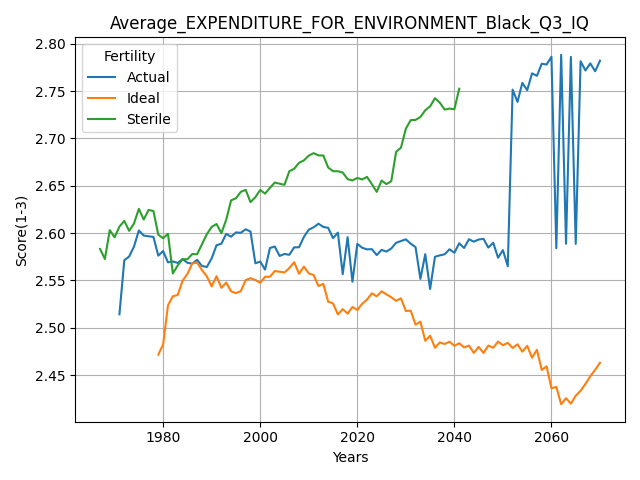 Average_EXPENDITURE_FOR_ENVIRONMENT_Black_Q3_IQ
Fertility
Actual
Ideal
Sterile
2.80
2.75
2.70
2.65
2.60
2.55
2.50
2.45
Score(1-3)
1980 2000 2020 2040 2060
Years